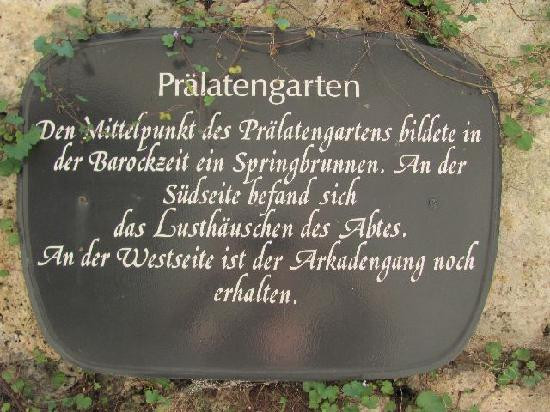 Prälatengarten
Den Mittelpunkt des Prälatengartens bildete in
der Barockzeit ein Springbrunnen. An der
Südseite befand sich
das Lusthäuschen des Abtes.
An der Westseite ist der Arkadengang noch
erhalten.